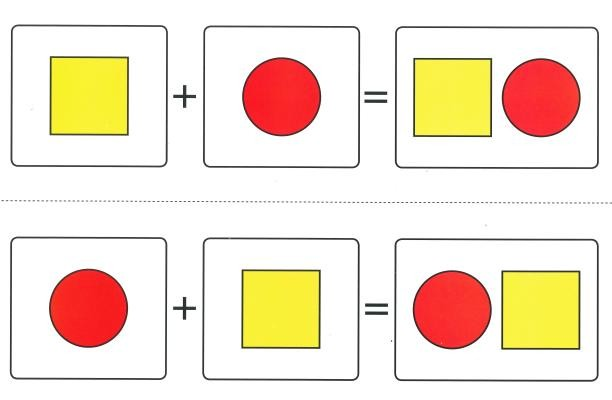 + =
+ =